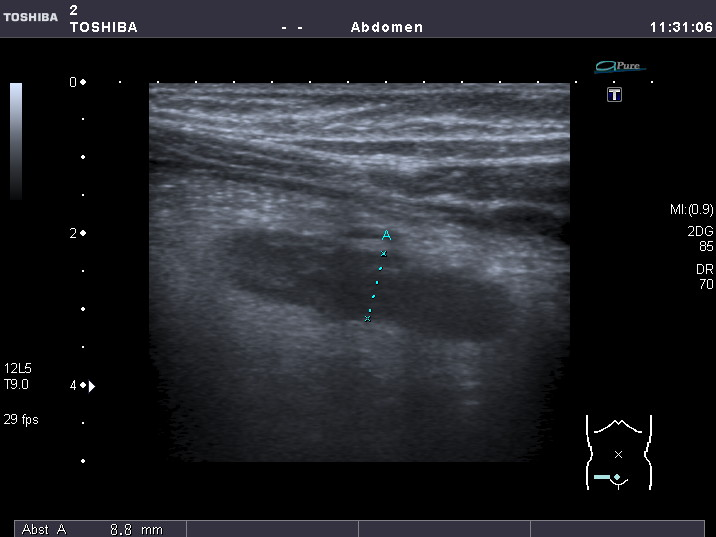 TOSHIBA
2
TOSHIBA
- -
Abdomen
11:31:06
0
aPure
T
A
2
MI:(0.9)
2DG
85
DR
70
12L5
T9.0
4
29 fps
Abst A 8.8 mm